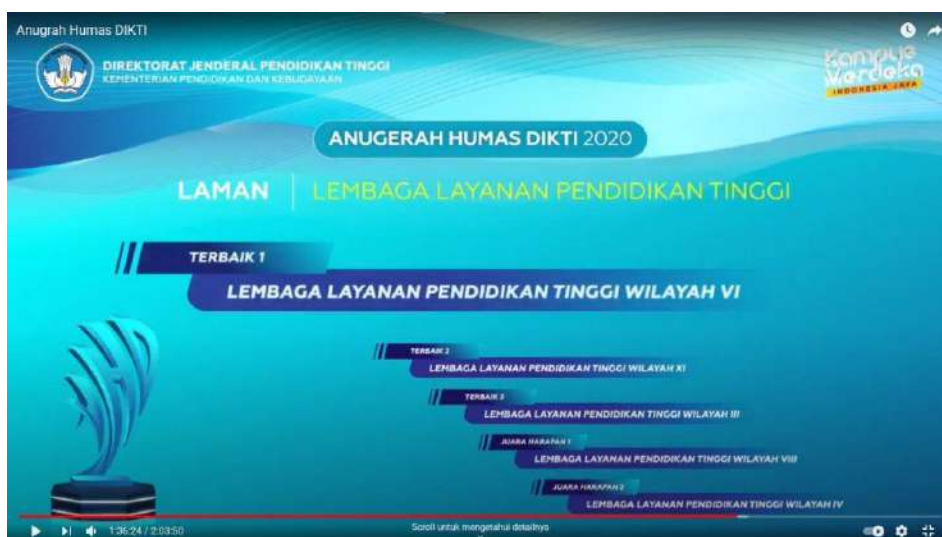 Anugrah Humas DIKTI
DIREKTORAT JENDERAL PENDIDIKAN TINGGI
KEMENTERIAN PENDIDIKAN DAN KEBUDAYAAN
Kampus
Merdeka
INDONESIA JAYA
ANUGERAH HUMAS DIKTI 2020
LAMAN | LEMBAGA LAYANAN PENDIDIKAN TINGGI
TERBAIK 1
LEMBAGA LAYANAN PENDIDIKAN TINGGI WILAYAH VI
TERBAIK 2
LEMBAGA LAYANAN PENDIDIKAN TINGGI WILAYAH XI
TERBAIK 3
LEMBAGA LAYANAN PENDIDIKAN TINGGI WILAYAH III
JUARA HARAPAN 1
LEMBAGA LAYANAN PENDIDIKAN TINGGI WILAYAH VIII
JUARA HARAPAN 2
LEMBAGA LAYANAN PENDIDIKAN TINGGI WILAYAH IV
1:36:24 / 2:03:50
Scroll untuk mengetahui detailnya